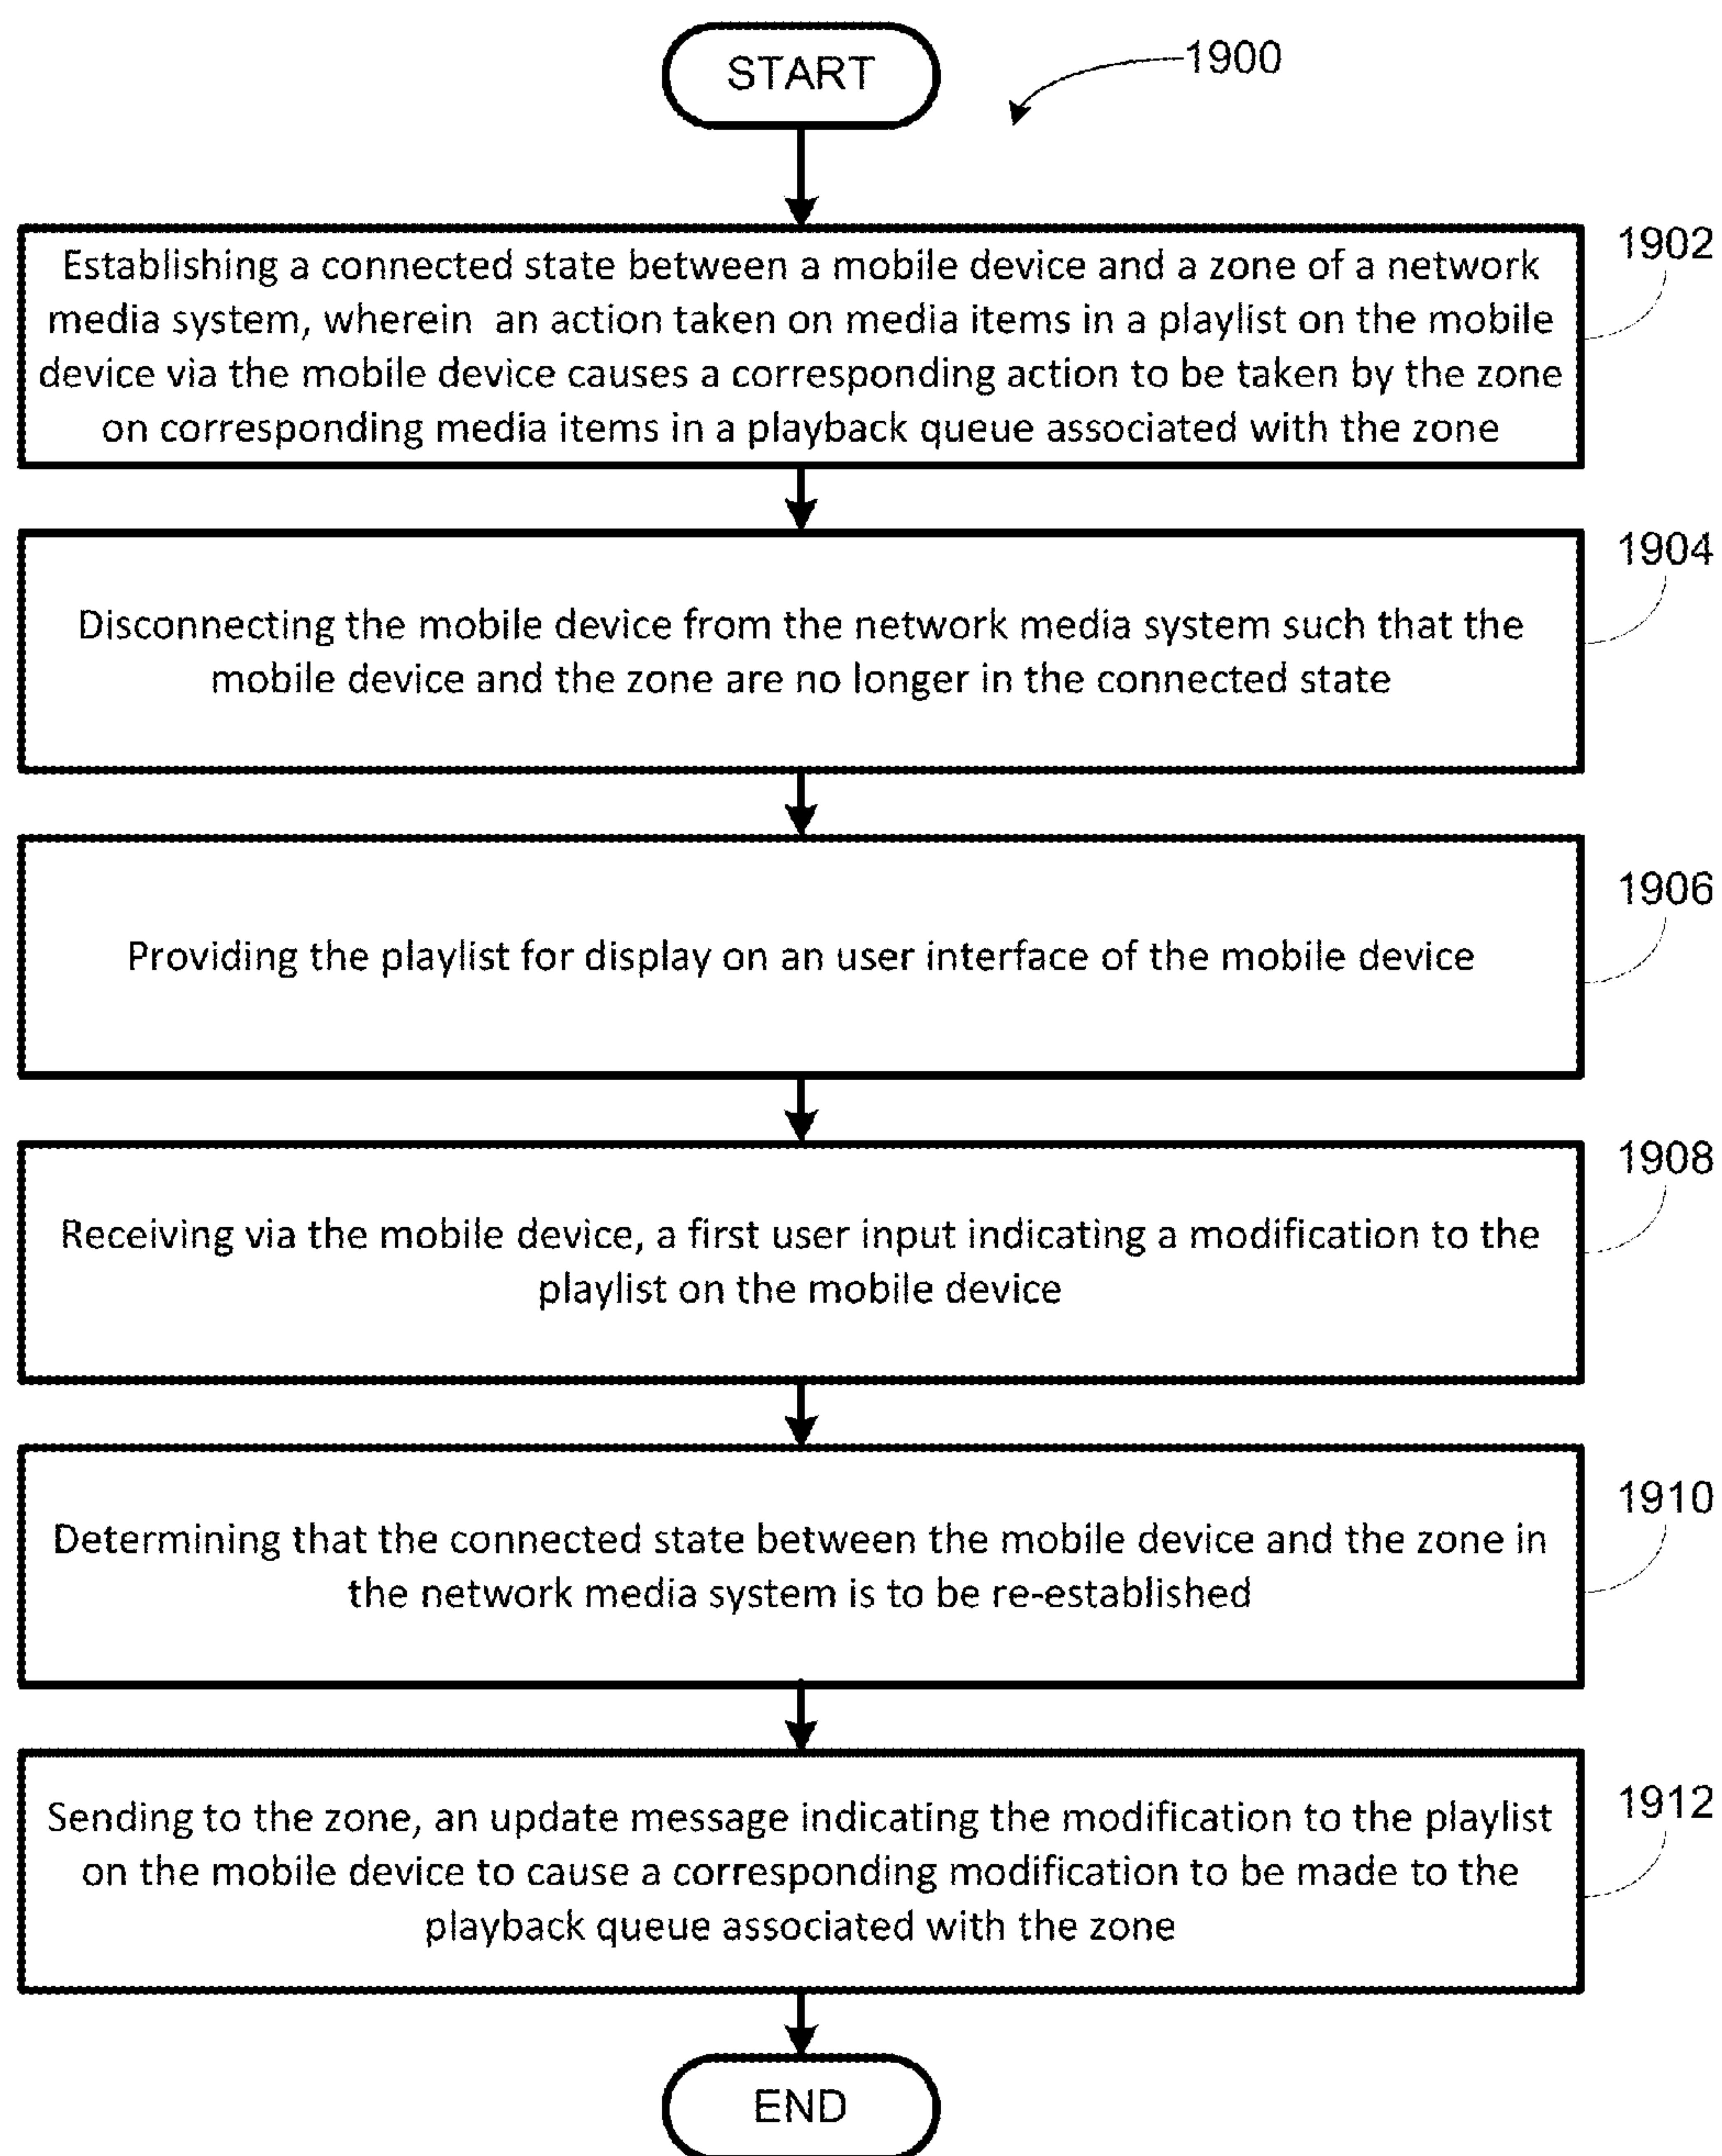 START
1900
1902
Establishing a connected state between a mobile device and a zone of a network
media system, wherein an action taken on media items in a playlist on the mobile
device via the mobile device causes a corresponding action to be taken by the zone
on corresponding media items in a playback queue associated with the zone
1904
Disconnecting the mobile device from the network media system such that the
mobile device and the zone are no longer in the connected state
1906
Providing the playlist for display on an user interface of the mobile device
1908
Receiving via the mobile device, a first user input indicating a modification to the
playlist on the mobile device
1910
Determining that the connected state between the mobile device and the zone in
the network media system is to be re-established
1912
Sending to the zone, an update message indicating the modification to the playlist
on the mobile device to cause a corresponding modification to be made to the
playback queue associated with the zone
END